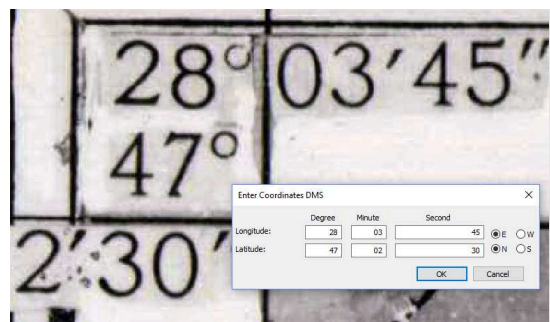 28° 03′45″
47°
2′30′
Enter Coordinates DMS
Degree Minute Second
Longitude: 28 03 45 E W
Latitude: 47 02 30 N S
OK Cancel